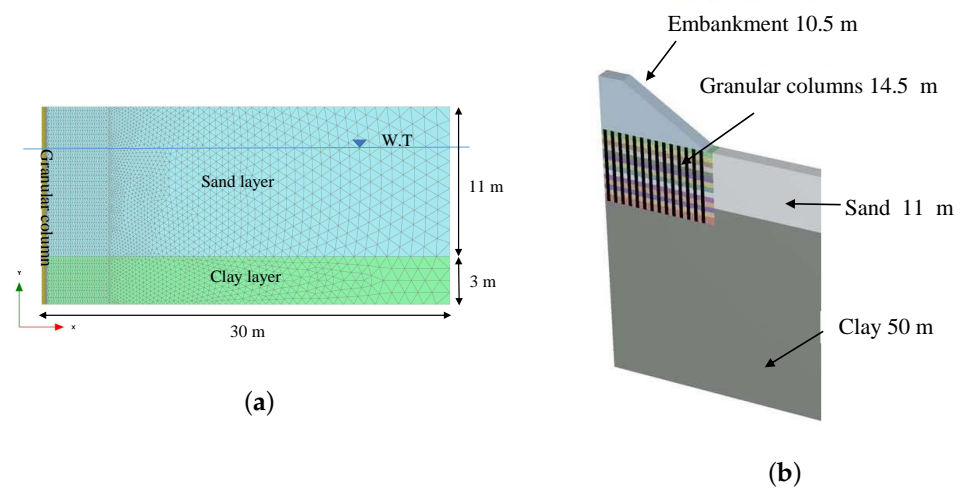 W.T
Granular column
Sand layer
11 m
Clay layer
3 m
Y
X
30 m
(a)
Embankment 10.5 m
Granular columns 14.5 m
Sand 11 m
Clay 50 m
(b)